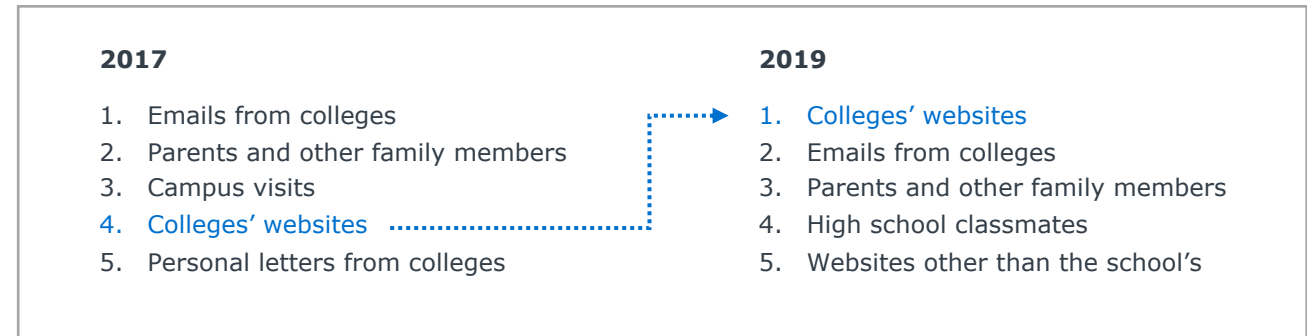 2017
1. Emails from colleges
2. Parents and other family members
3. Campus visits
4. Colleges’ websites
5. Personal letters from colleges
2019
1. Colleges’ websites
2. Emails from colleges
3. Parents and other family members
4. High school classmates
5. Websites other than the school’s